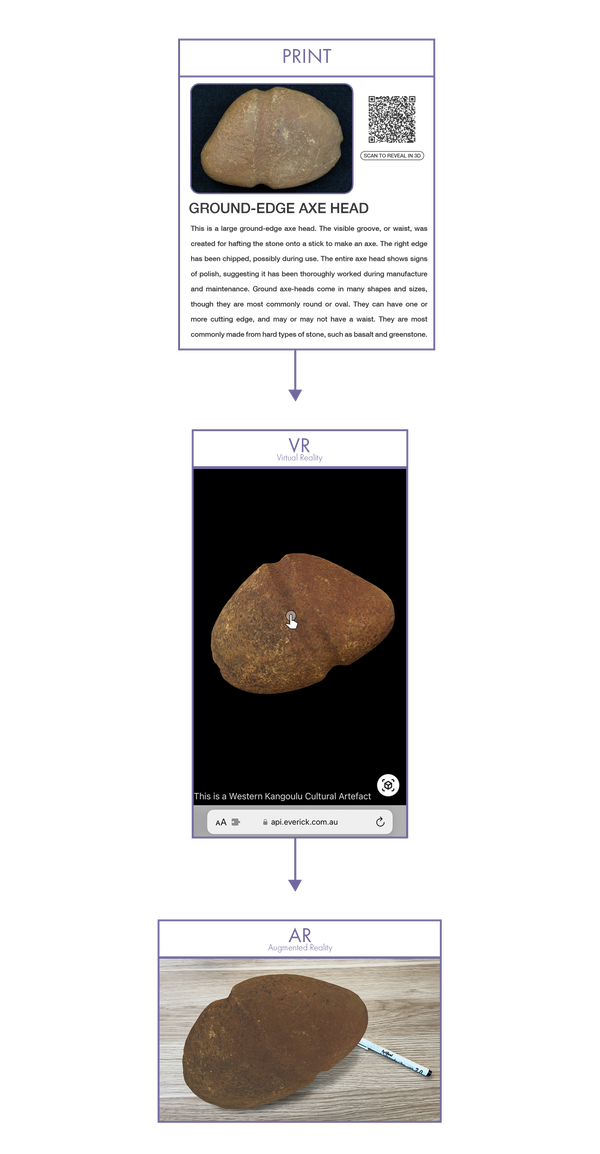 PRINT
SCAN TO REVEAL IN 3D
GROUND-EDGE AXE HEAD
This is a large ground-edge axe head. The visible groove, or waist, was
created for hafting the stone onto a stick to make an axe. The right edge
has been chipped, possibly during use. The entire axe head shows signs
of polish, suggesting it has been thoroughly worked during manufacture
and maintenance. Ground axe-heads come in many shapes and sizes,
though they are most commonly round or oval. They can have one or
more cutting edge, and may or may not have a waist. They are most
commonly made from hard types of stone, such as basalt and greenstone.
VR
Virtual Reality
This is a Western Kangoulu Cultural Artefact
AA
api.everick.com.au
AR
Augmented Reality